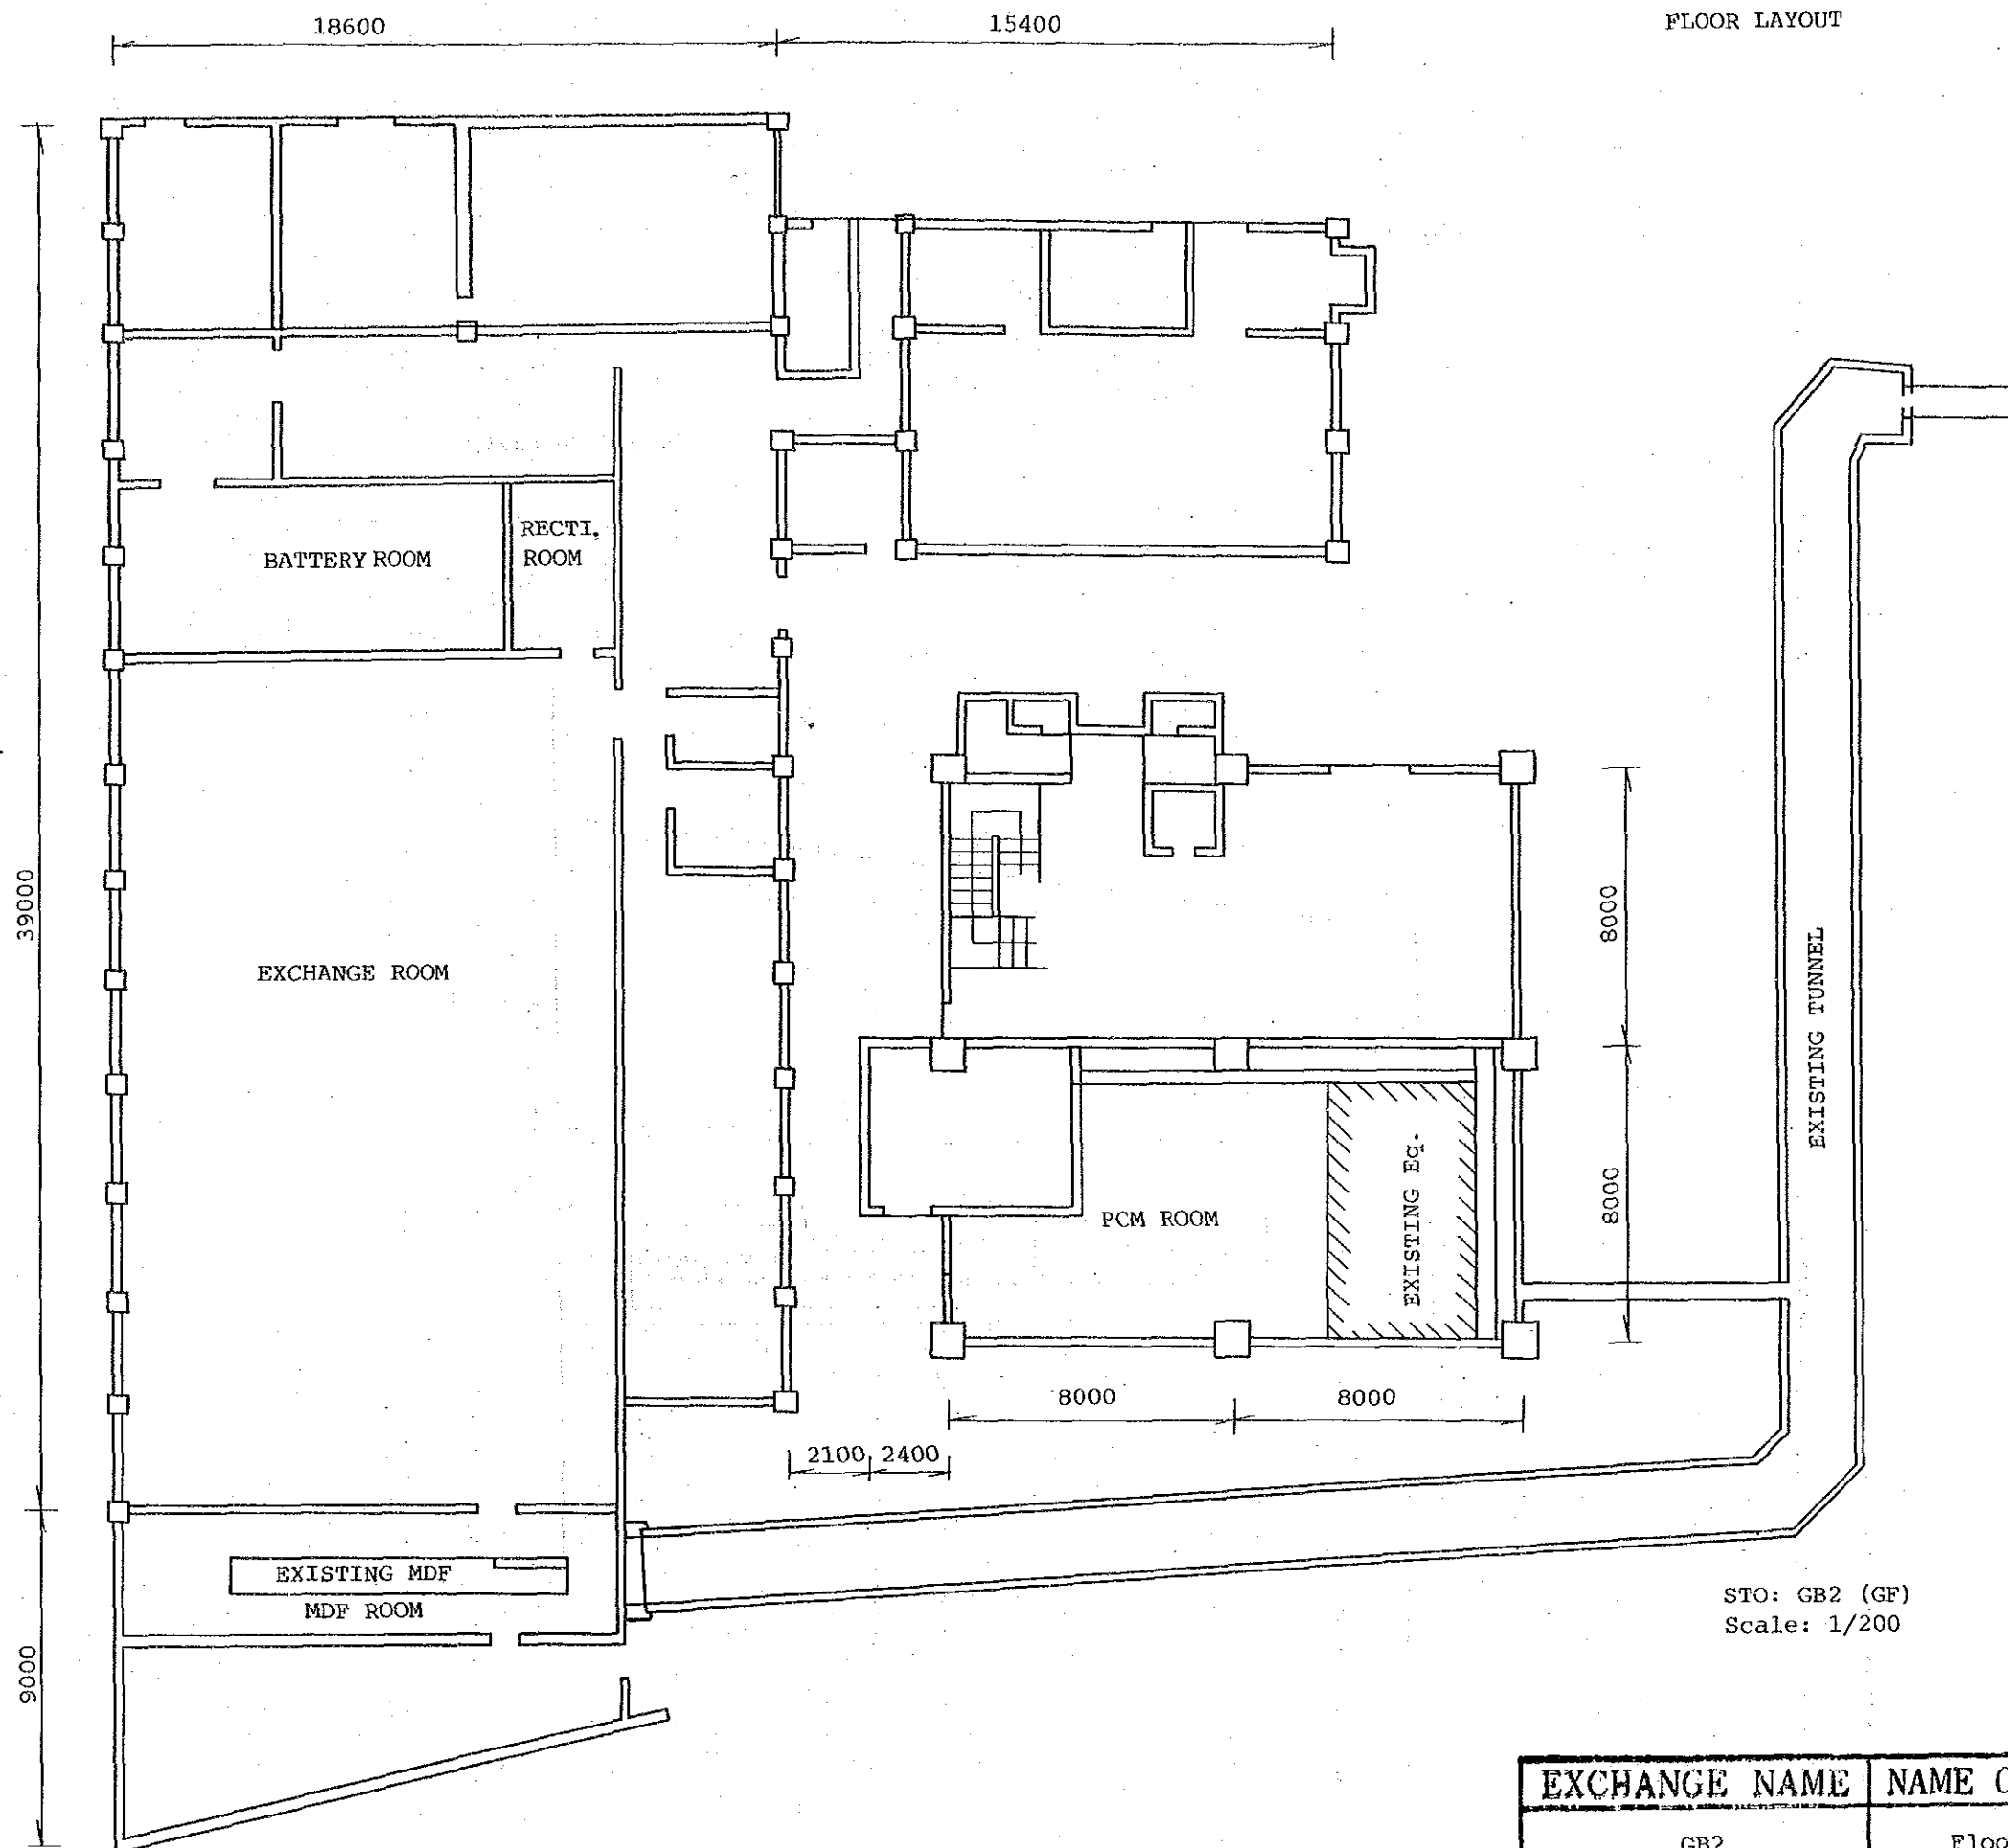 FLOOR LAYOUT
18600
15400
RECTI.
ROOM
BATTERY ROOM
39000
EXCHANGE ROOM
8000
EXISTING TUNNEL
8000
PCM ROOM
EXISTING Eq.
8000
8000
2100
2400
EXISTING MDF
MDF ROOM
9000
STO: GB2 (GF)
Scale: 1/200
EXCHANGE NAME
NAME
GB2